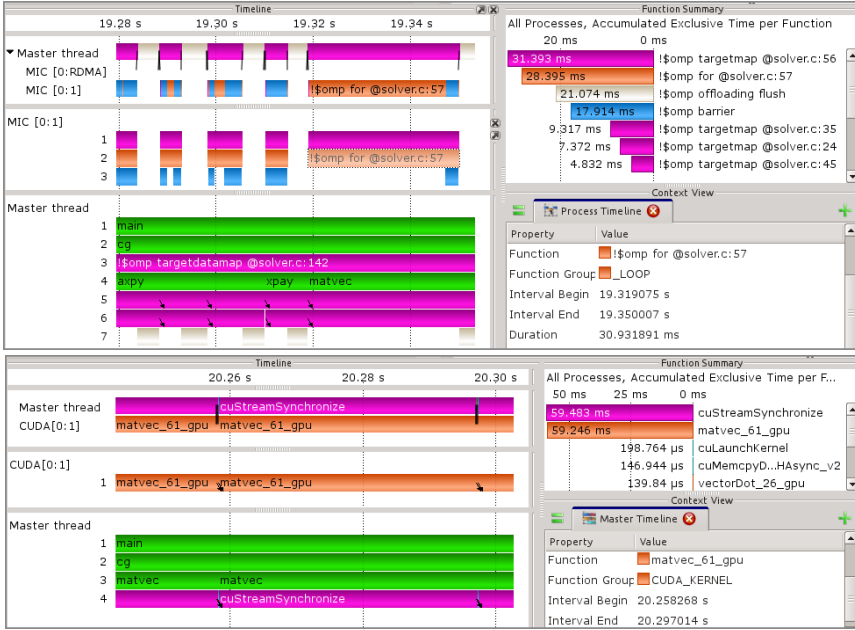 Timeline
19.28 s 19.30 s 19.32 s 19.34 s
Master thread
MIC [0:RDMA]
MIC [0:1] !$omp for @solver.c:57
MIC [0:1]
1
2 !$omp for @solver.c:57
3
Master thread
1 main
2 cg
3 !$omp targetdatamap @solver.c:142
4 axpy xpay matvec
5
6
7
Function Summary
All Processes, Accumulated Exclusive Time per Function
20 ms 0 ms
31.393 ms !$omp targetmap @solver.c:56
28.395 ms !$omp for @solver.c:57
21.074 ms !$omp offloading flush
17.914 ms !$omp barrier
9.317 ms !$omp targetmap @solver.c:35
7.372 ms !$omp targetmap @solver.c:24
4.832 ms !$omp targetmap @solver.c:45
Context View
Process Timeline
Property Value
Function !$omp for @solver.c:57
Function Group _LOOP
Interval Begin 19.319075 s
Interval End 19.350007 s
Duration 30.931891 ms
Timeline
20.26 s 20.28 s 20.30 s
Master thread cuStreamSynchronize
CUDA[0:1] matvec_61_gpu matvec_61_gpu
CUDA[0:1]
1 matvec_61_gpu matvec_61_gpu
Master thread
1 main
2 cg
3 matvec matvec
4 cuStreamSynchronize
Function Summary
All Processes, Accumulated Exclusive Time per F...
50 ms 25 ms 0 ms
59.483 ms cuStreamSynchronize
59.246 ms matvec_61_gpu
198.764 µs cuLaunchKernel
146.944 µs cuMemcpyD...HAsync_v2
139.84 µs vectorDot_26_gpu
Context View
Master Timeline
Property Value
Function matvec_61_gpu
Function Group CUDA_KERNEL
Interval Begin 20.258268 s
Interval End 20.297014 s